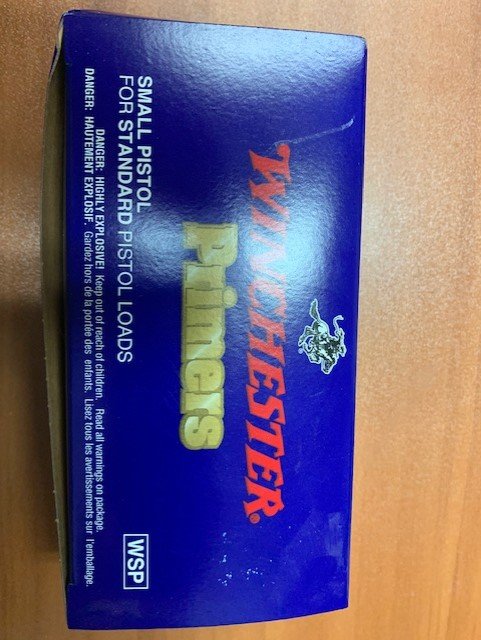 WINCHESTER®
Primers
SMALL PISTOL
FOR STANDARD PISTOL LOADS
WSP
DANGER: HIGHLY EXPLOSIVE! Keep out of reach of children. Read all warnings on package.
DANGER: HAUTEMENT EXPLOSIF. Gardez hors de la portée des enfants. Lisez tous les avertissements sur l'emballage.